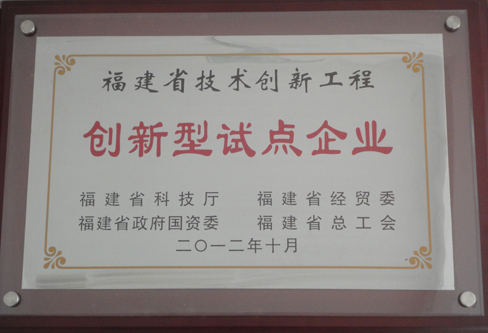 福建省技术创新工程
创新型试点企业
福建省科技厅 福建省经贸委
福建省政府国资委 福建省总工会
二〇一二年十月